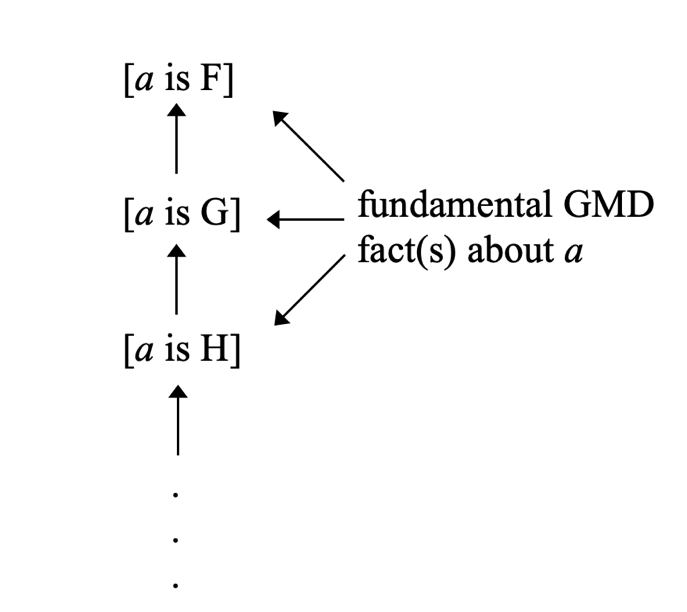 [a is F]
[a is G]
fundamental GMD
fact(s) about a
[a is H]
.
.
.